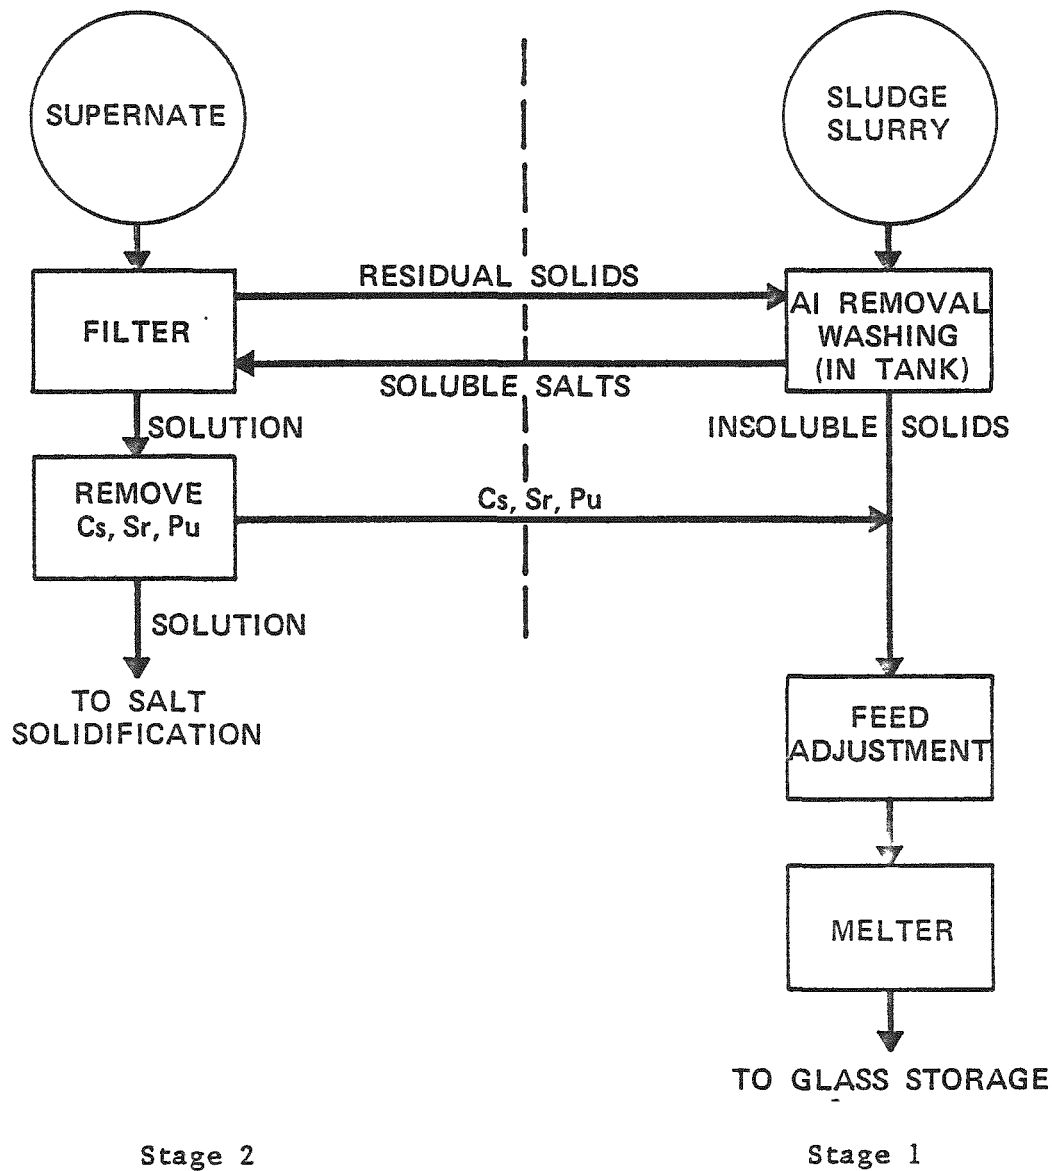 SUPERNATE
SLUDGE
SLURRY
RESIDUAL SOLIDS
FILTER
Al REMOVAL
WASHING
(IN TANK)
SOLUBLE SALTS
SOLUTION
INSOLUBLE SOLIDS
REMOVE
Cs, Sr, Pu
Cs, Sr, Pu
SOLUTION
TO SALT
SOLIDIFICATION
FEED
ADJUSTMENT
MELTER
TO GLASS STORAGE
Stage 2
Stage 1